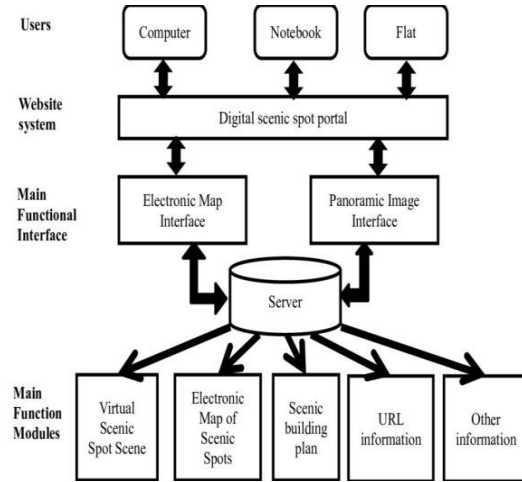 Users
Computer
Notebook
Flat
Website
system
Digital scenic spot portal
Main
Functional
Interface
Electronic Map
Interface
Panoramic Image
Interface
Server
Main
Function
Modules
Virtual
Scenic
Spot Scene
Electronic
Map of
Scenic
Spots
Scenic
building
plan
URL
information
Other
information